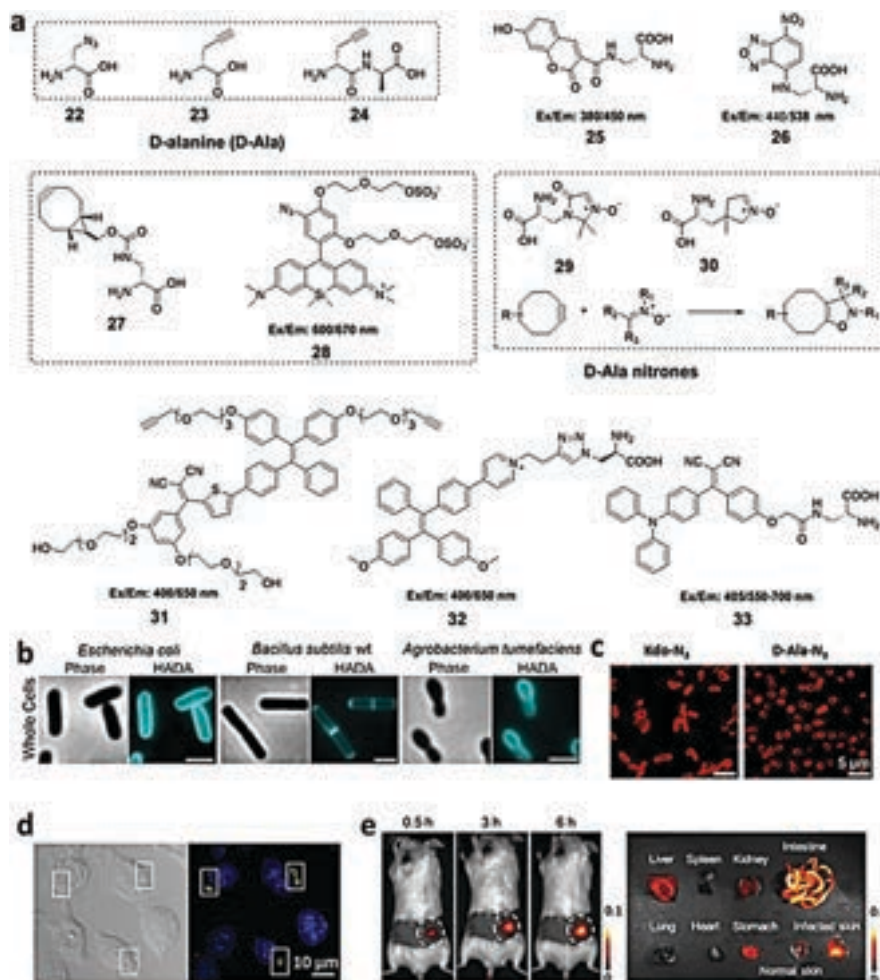 a
22
23
24
D-alanine (D-Ala)
Ex/Em: 380/450 nm
25
Ex/Em: 440/538 nm
26
27
Ex/Em: 600/670 nm
28
29
30
D-Ala nitrones
Ex/Em: 400/650 nm
31
Ex/Em: 400/650 nm
32
Ex/Em: 405/550-700 nm
33
b
Escherichia coli
Bacillus subtilis wt
Agrobacterium tumefaciens
Phase HADA Phase HADA Phase HADA
Whole Cells
c
Kdo-N3 D-Ala-N3
5 μm
d
10 μm
e
0.5 h 3 h 6 h
0.1
Liver Spleen Kidney Intestine
Lung Heart Stomach Infected skin
Normal skin